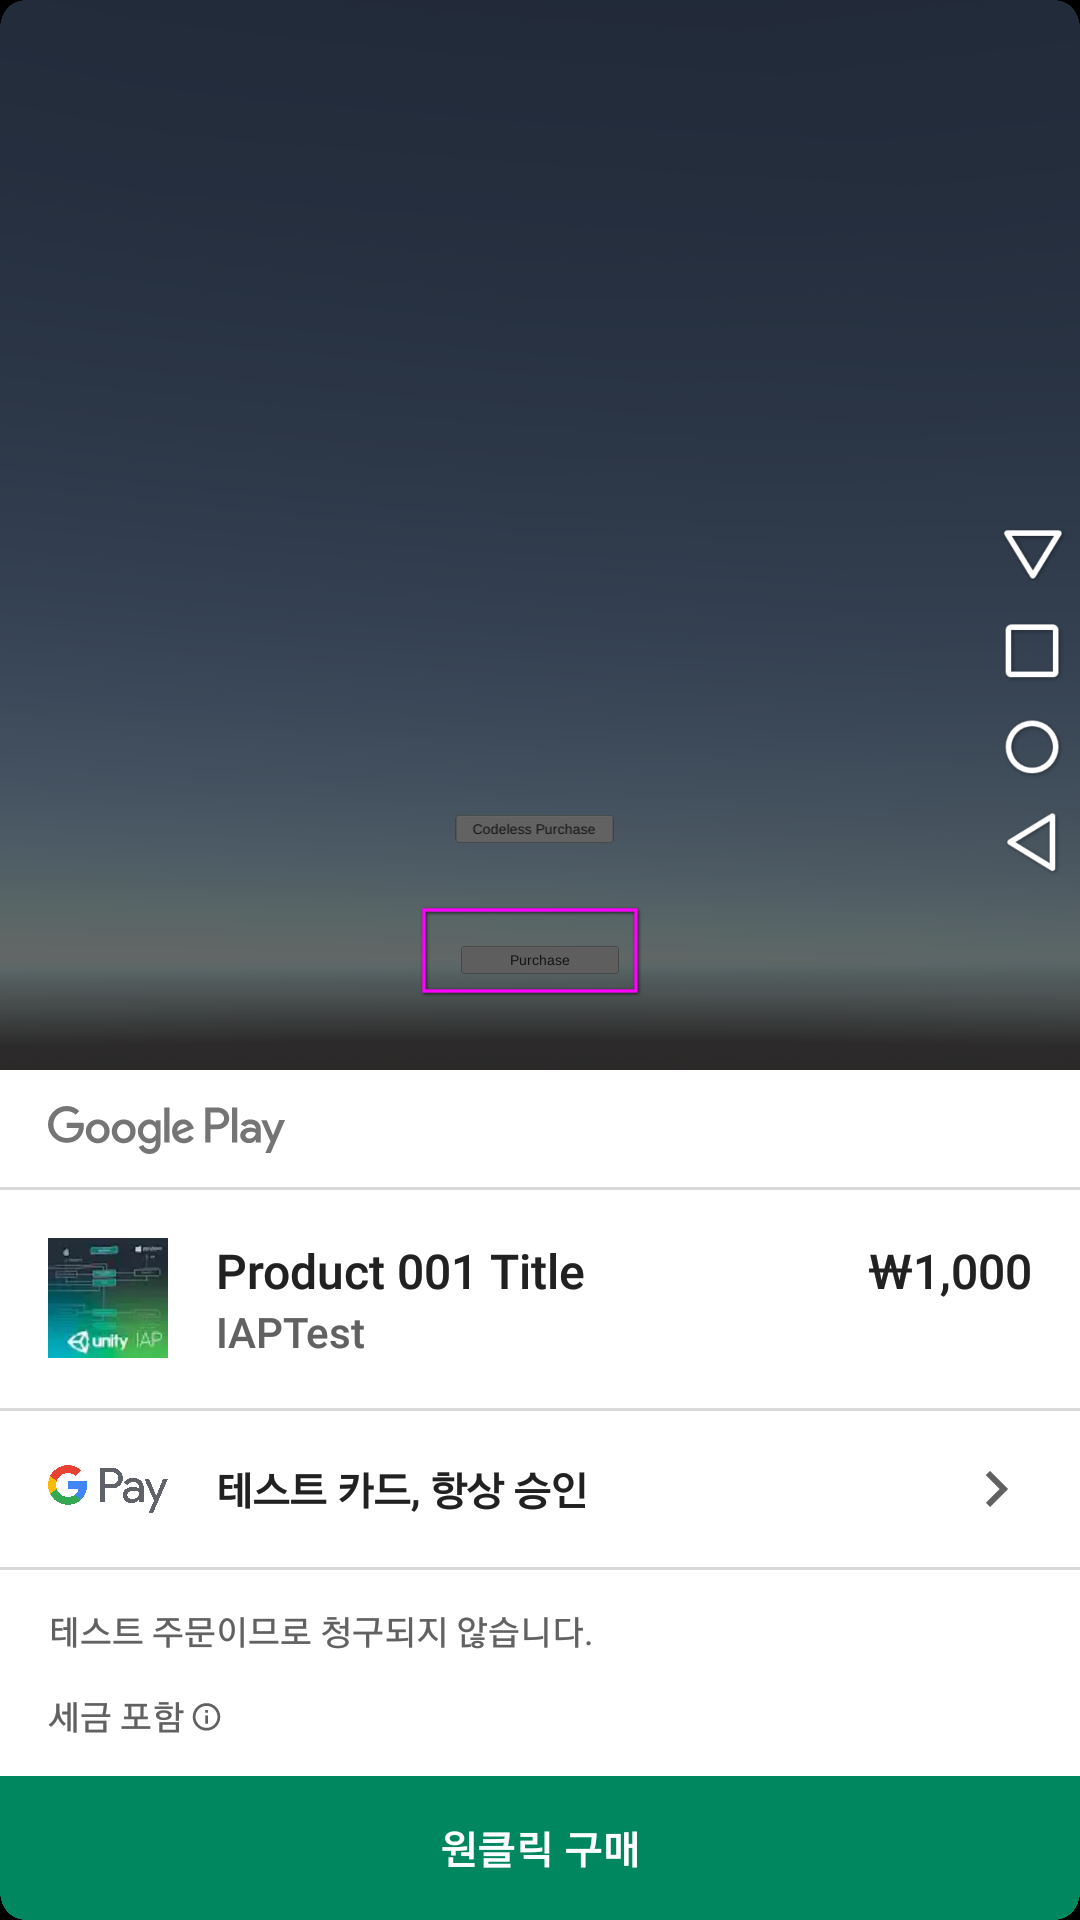 Codeless Purchase
Purchase
Google Play
Product 001 Title
₩1,000
IAPTest
unity IAP
G Pay
테스트 카드, 항상 승인
테스트 주문이므로 청구되지 않습니다.
세금 포함
원클릭 구매